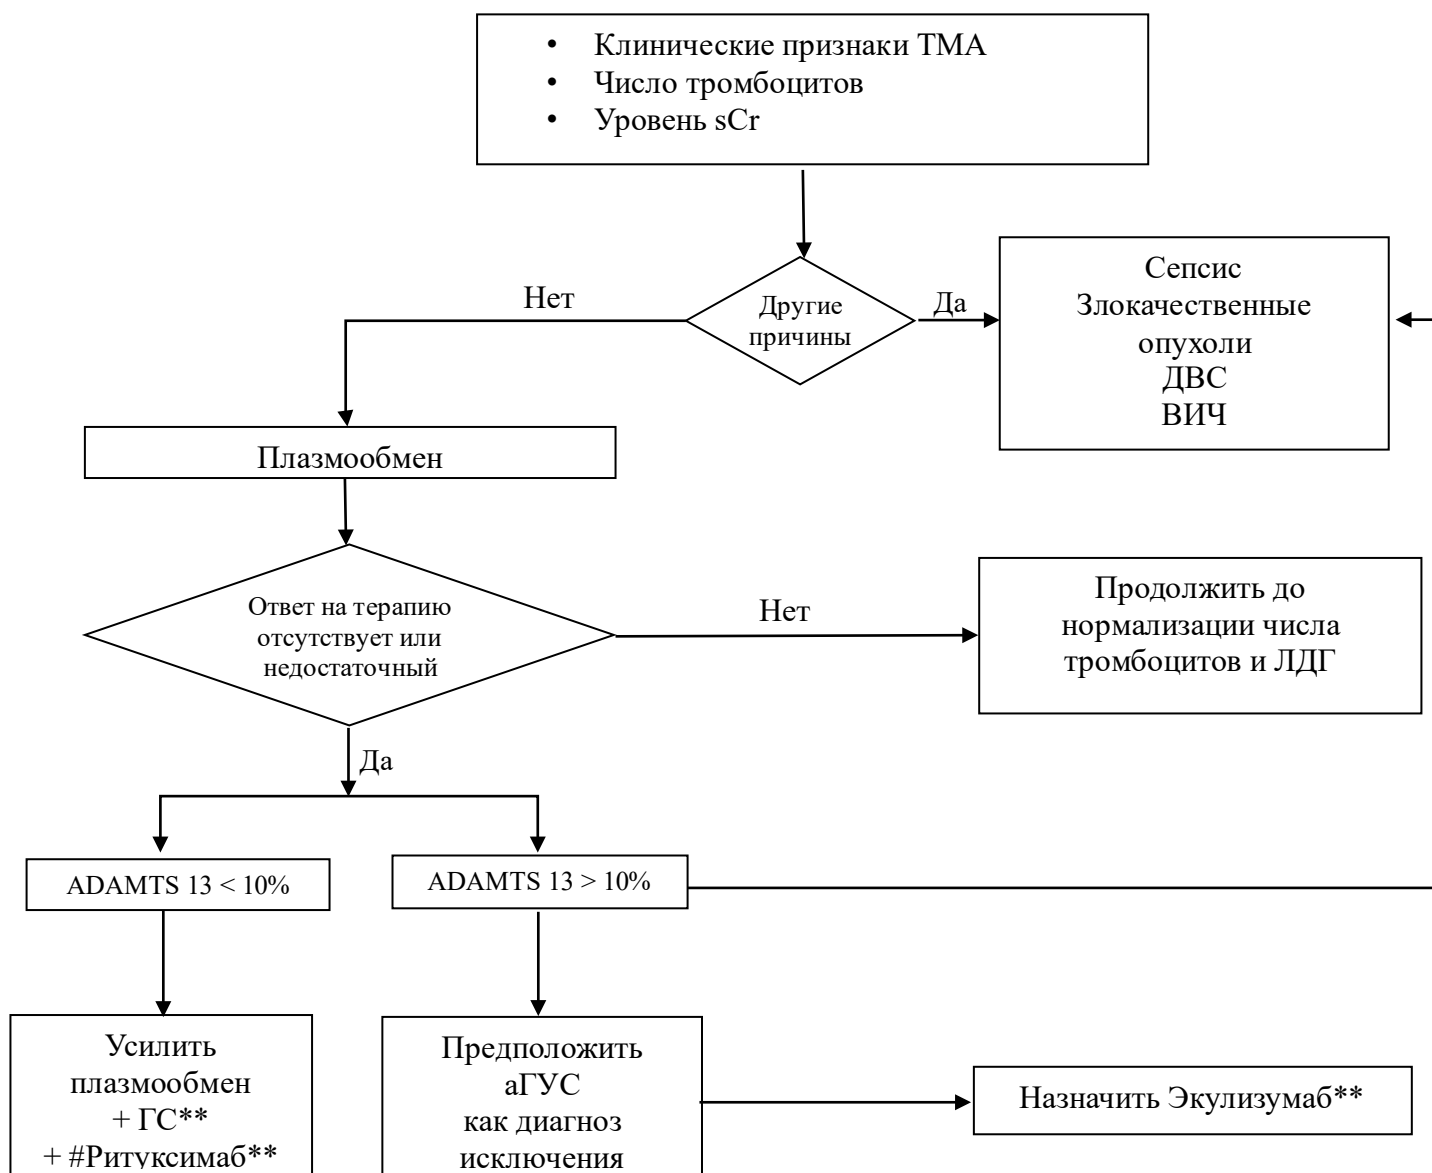 • Клинические признаки ТМА
• Число тромбоцитов
• Уровень sCr
Другие
причины
Нет
Да
Сепсис
Злокачественные
опухоли
ДВС
ВИЧ
Плазмообмен
Ответ на терапию
отсутствует или
недостаточный
Нет
Продолжить до
нормализации числа
тромбоцитов и ЛДГ
Да
ADAMTS 13 < 10%
ADAMTS 13 > 10%
Усилить
плазмообмен
+ ГС**
+ #Ритуксимаб**
Предположить
аГУС
как диагноз
исключения
Назначить Экулизумаб**